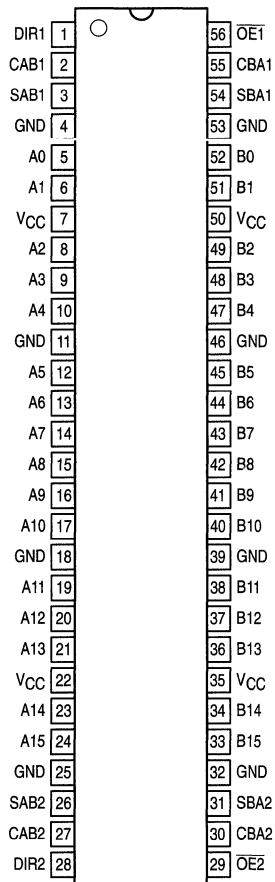 DIR1 1 56 O̅E̅1̅
CAB1 2 55 CBA1
SAB1 3 54 SBA1
GND 4 53 GND
A0 5 52 B0
A1 6 51 B1
VCC 7 50 VCC
A2 8 49 B2
A3 9 48 B3
A4 10 47 B4
GND 11 46 GND
A5 12 45 B5
A6 13 44 B6
A7 14 43 B7
A8 15 42 B8
A9 16 41 B9
A10 17 40 B10
GND 18 39 GND
A11 19 38 B11
A12 20 37 B12
A13 21 36 B13
VCC 22 35 VCC
A14 23 34 B14
A15 24 33 B15
GND 25 32 GND
SAB2 26 31 SBA2
CAB2 27 30 CBA2
DIR2 28 29 O̅E̅2̅